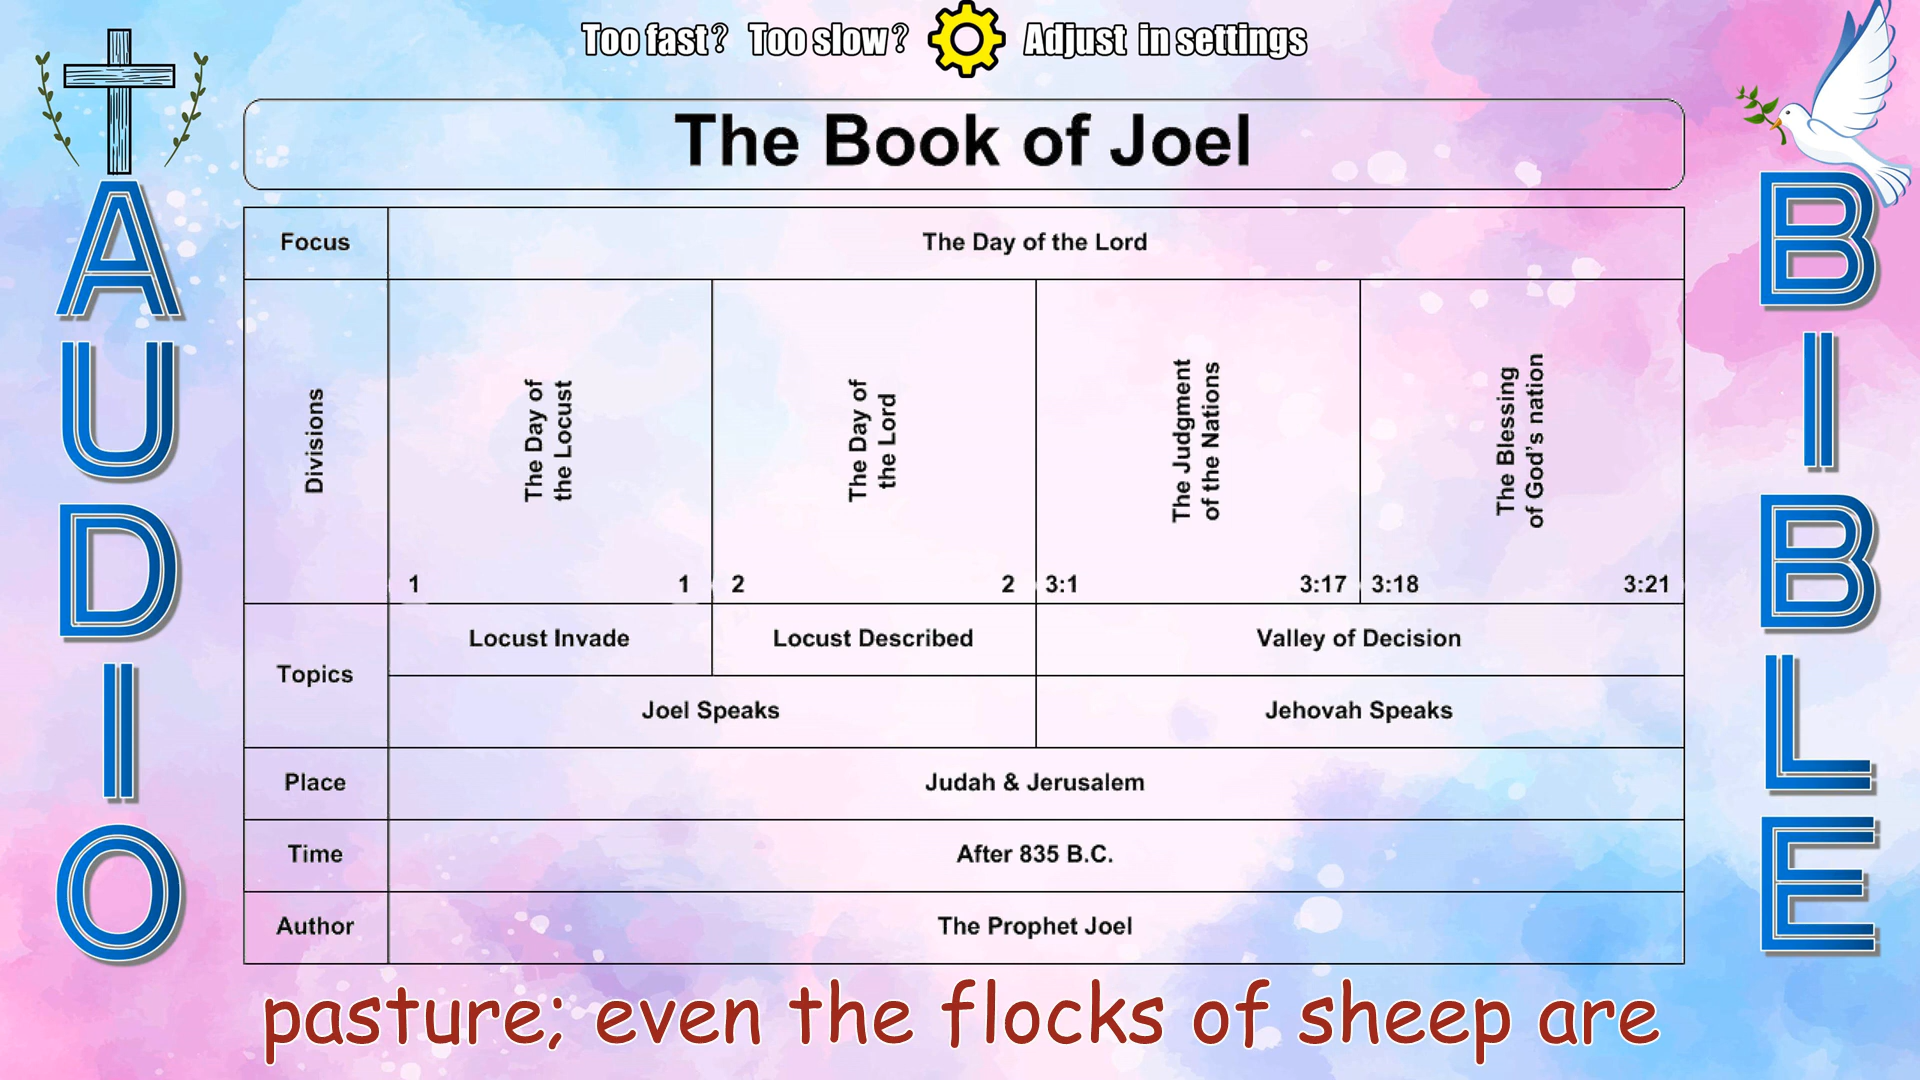 Too fast? Too slow? Adjust in settings
AUDIO
BIBLE
The Book of Joel
Focus
The Day of the Lord
Divisions
The Day of
the Locust
1 1
The Day of
the Lord
2 2
The Judgment
of the Nations
3:1 3:17
The Blessing
of God's nation
3:18 3:21
Topics
Locust Invade
Locust Described
Valley of Decision
Joel Speaks
Jehovah Speaks
Place
Judah & Jerusalem
Time
After 835 B.C.
Author
The Prophet Joel
pasture; even the flocks of sheep are